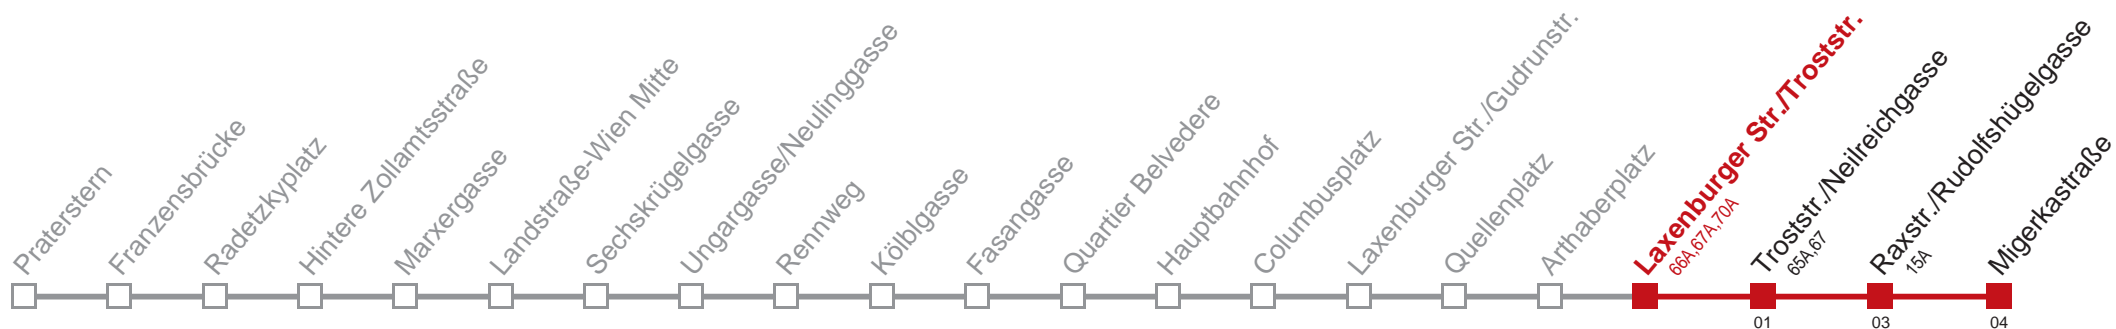 Praterstern
Franzensbrücke
Radetzkyplatz
Hintere Zollamtsstraße
Marxergasse
Landstraße-Wien Mitte
Sechskrügelgasse
Ungargasse/Neulinggasse
Rennweg
Kölblgasse
Fasangasse
Quartier Belvedere
Hauptbahnhof
Columbusplatz
Laxenburger Str./Gudrunstr.
Quellenplatz
Arthaberplatz
Laxenburger Str./Troststr.
66A,67A,70A
Troststr./Neilreichgasse
65A,67
Raxstr./Rudolfshügelgasse
15A
Migerkastraße
01
03
04